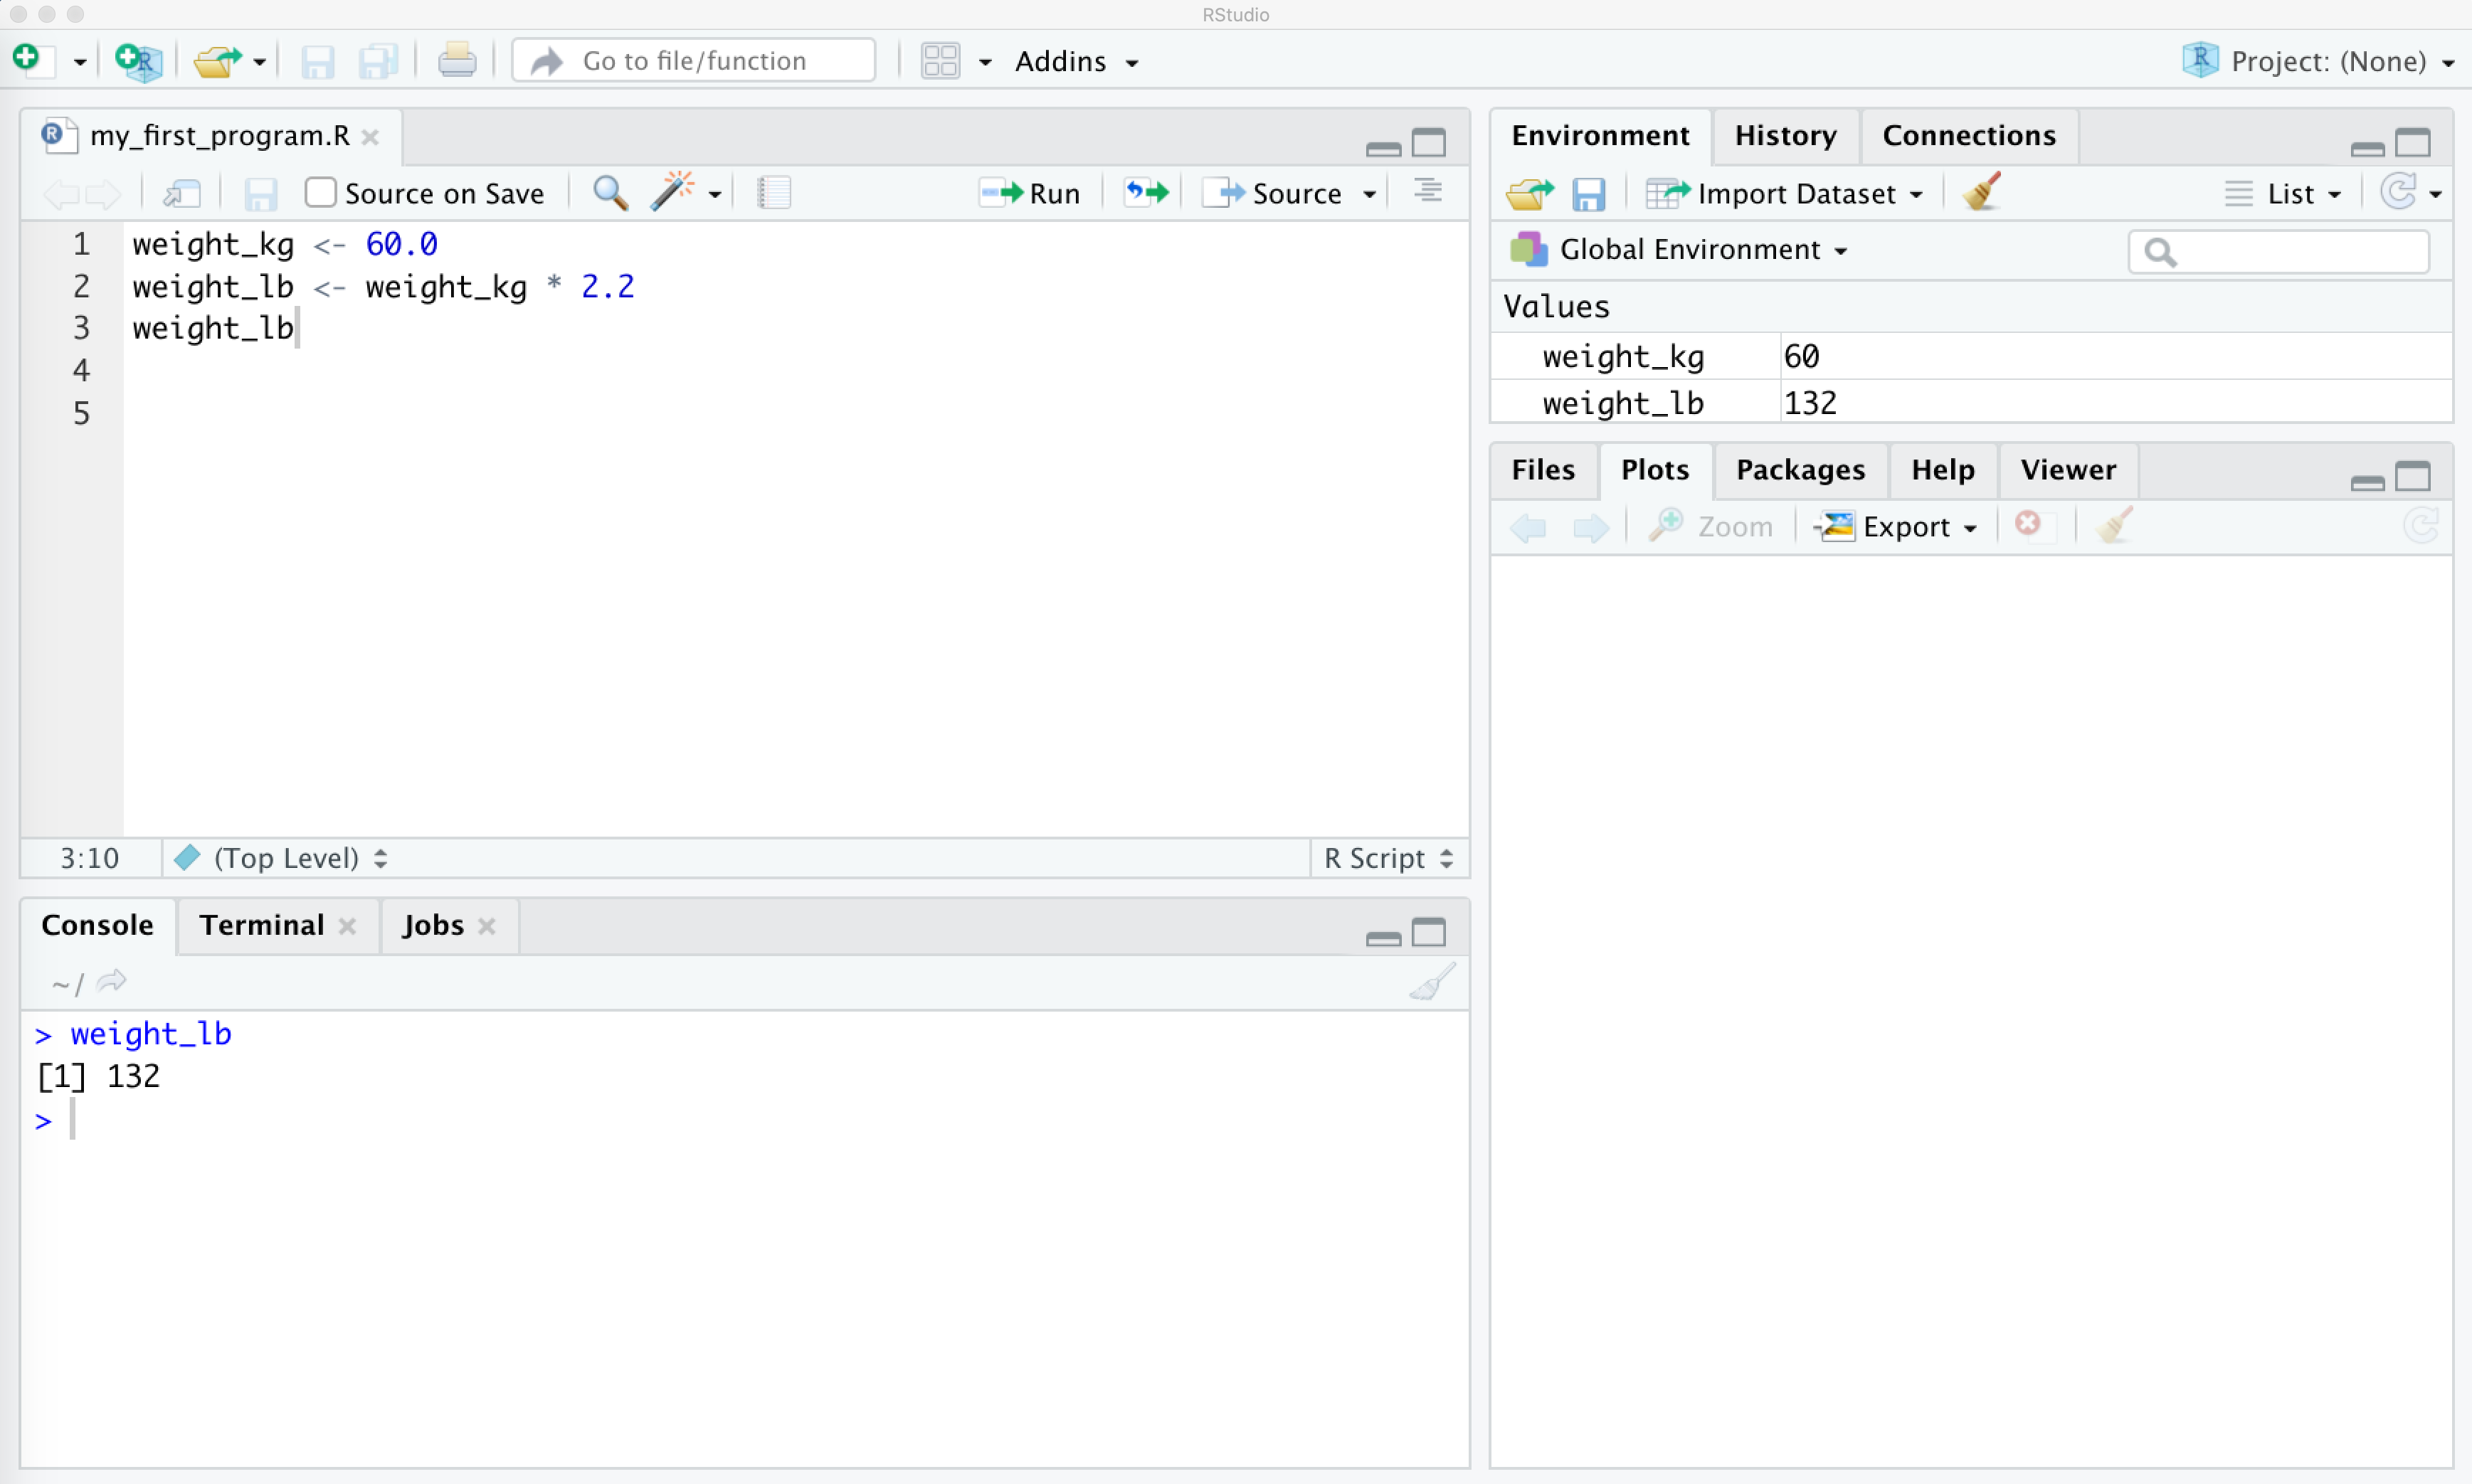 RStudio
Go to file/function
Addins
Project: (None)
my_first_program.R
Source on Save
Run
Source
1 weight_kg <- 60.0
2 weight_lb <- weight_kg * 2.2
3 weight_lb
4
5
3:10
(Top Level)
R Script
Console
Terminal
Jobs
~/
> weight_lb
[1] 132
>
Environment
History
Connections
Import Dataset
List
Global Environment
Values
weight_kg 60
weight_lb 132
Files
Plots
Packages
Help
Viewer
Zoom
Export